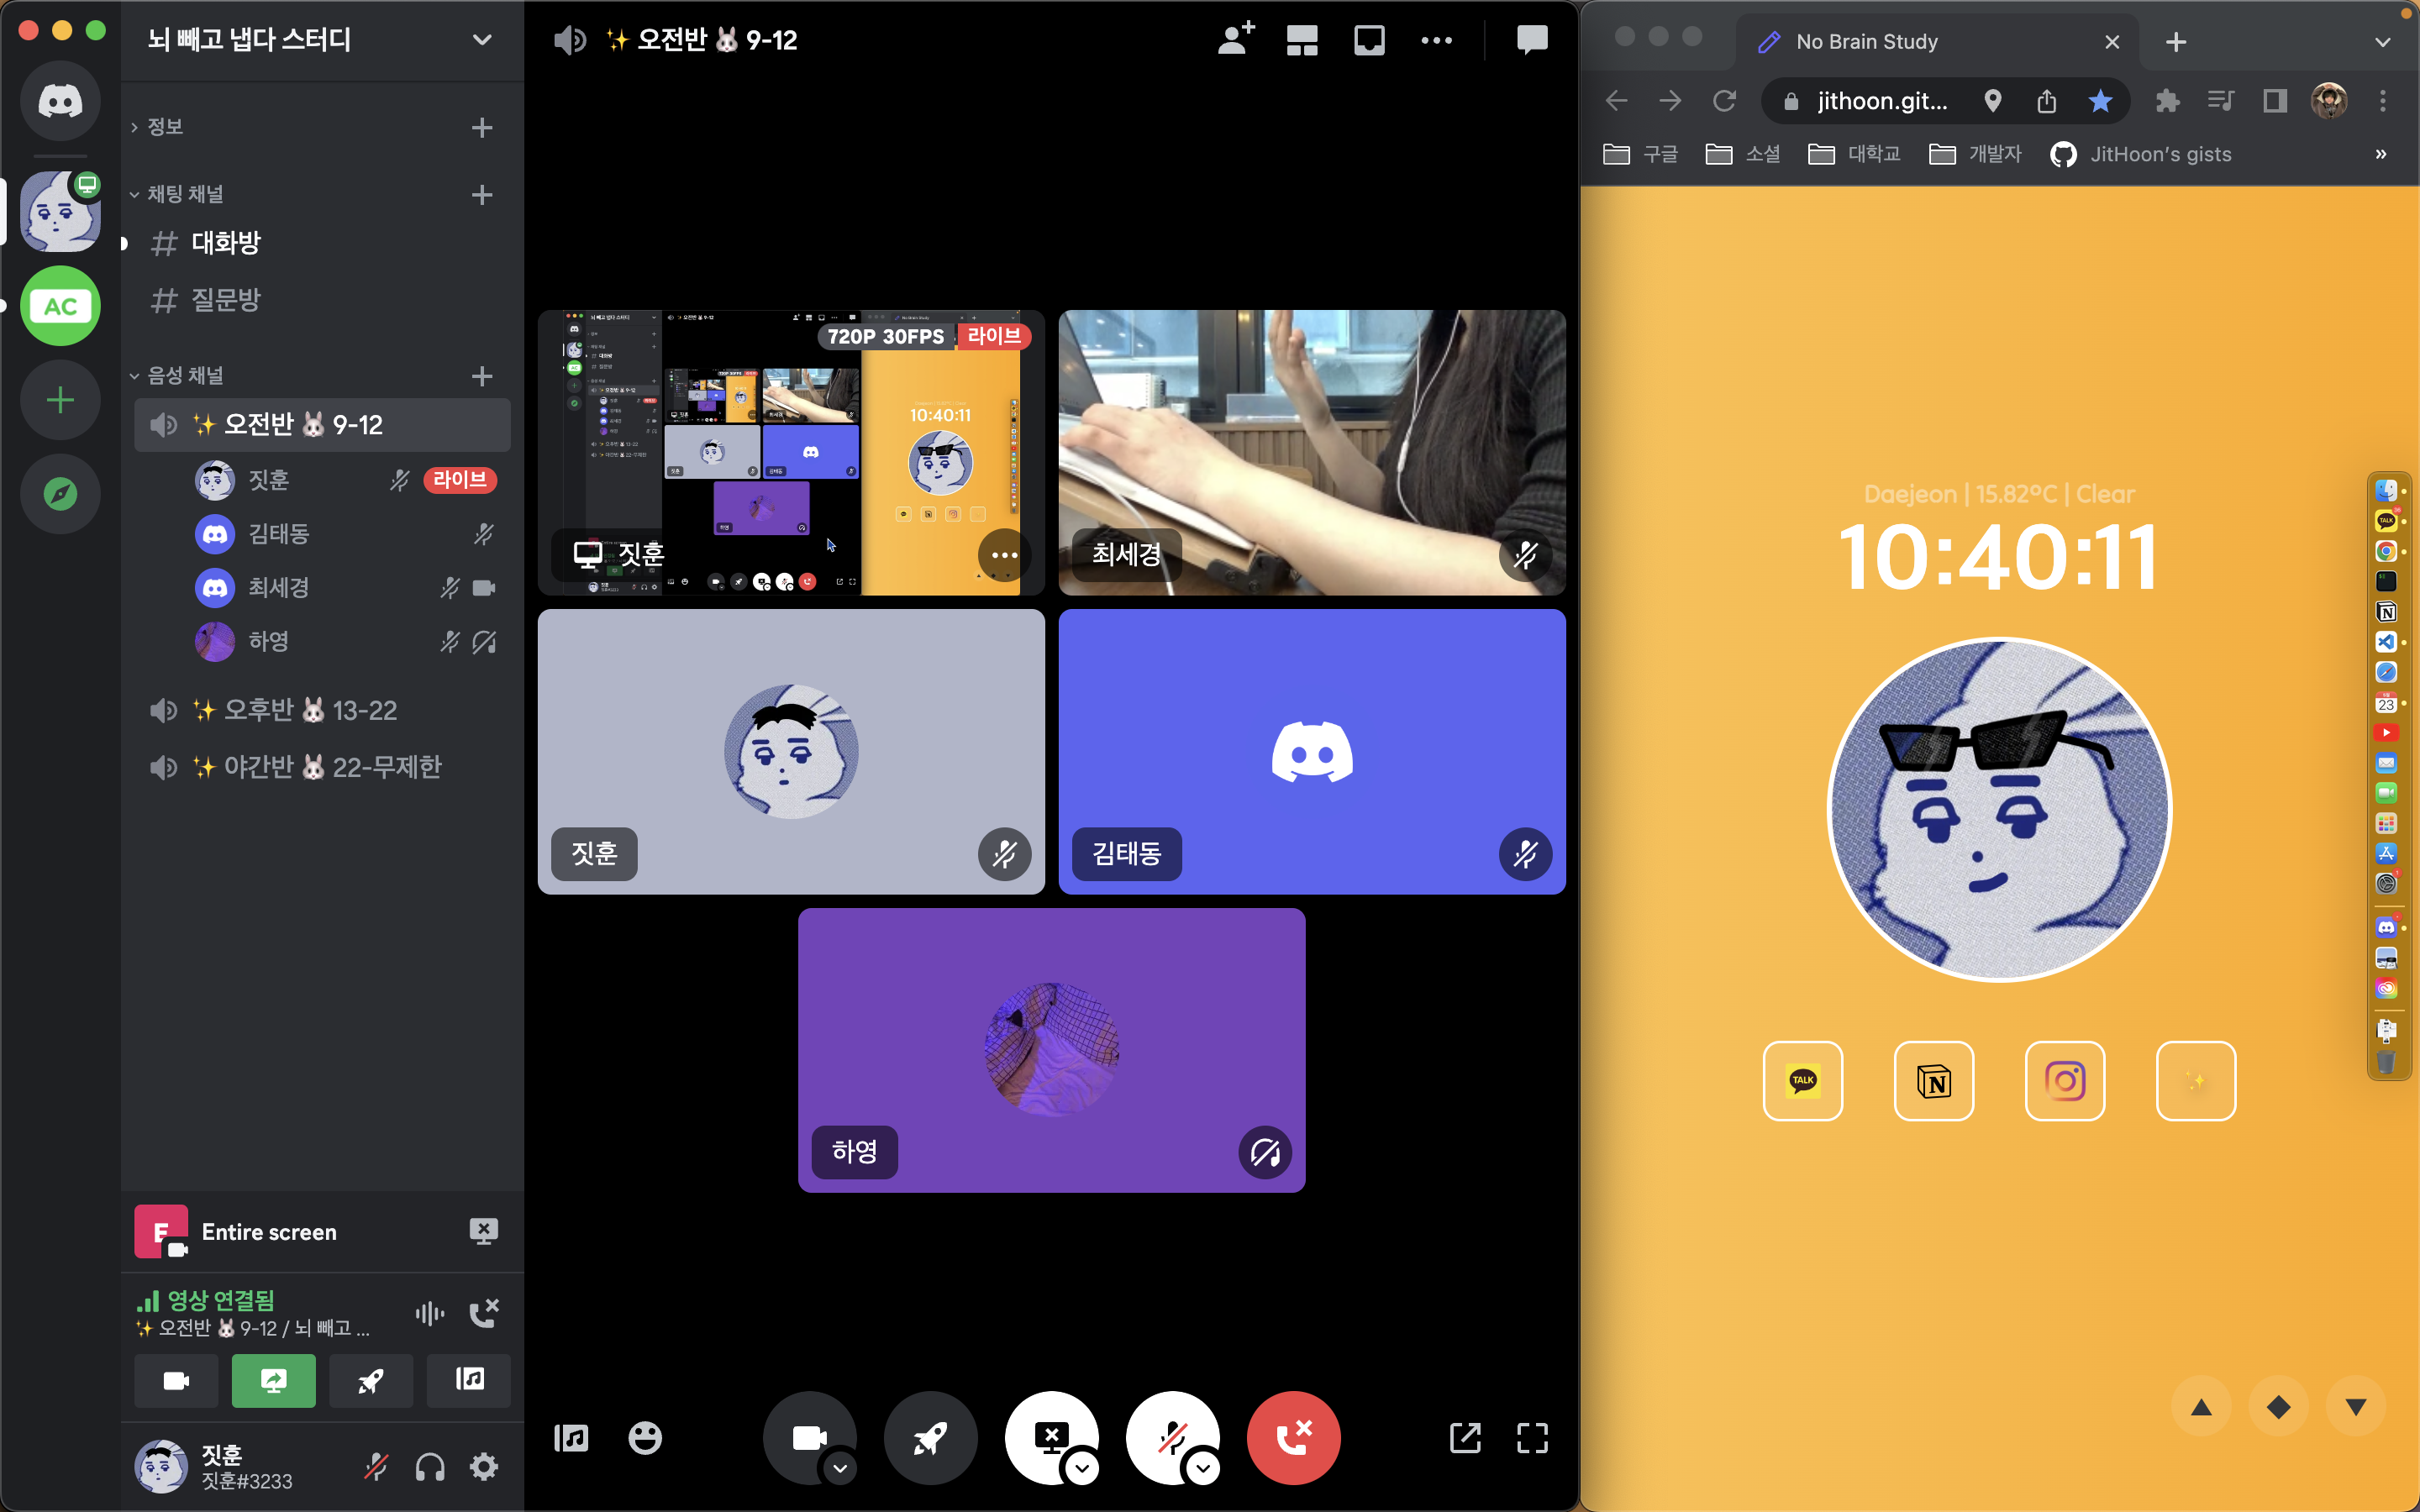 뇌 빼고 냅다 스터디
정보
채팅 채널
대화방
질문방
AC
음성 채널
✨ 오전반 🐰 9-12
짓훈
라이브
김태동
최세경
하영
✨ 오후반 🐰 13-22
✨ 야간반 🐰 22-무제한
E
Entire screen
영상 연결됨
✨ 오전반 🐰 9-12 / 뇌 빼고 ...
짓훈
짓훈#3233
✨ 오전반 🐰 9-12
720P 30FPS 라이브
10:40:11
짓훈
최세경
짓훈
김태동
하영
No Brain Study
jithoon.git...
구글
소셜
대학교
개발자
JitHoon's gists
»
Daejeon | 15.82ºC | Clear
10:40:11
TALK
N
TALK
N
23